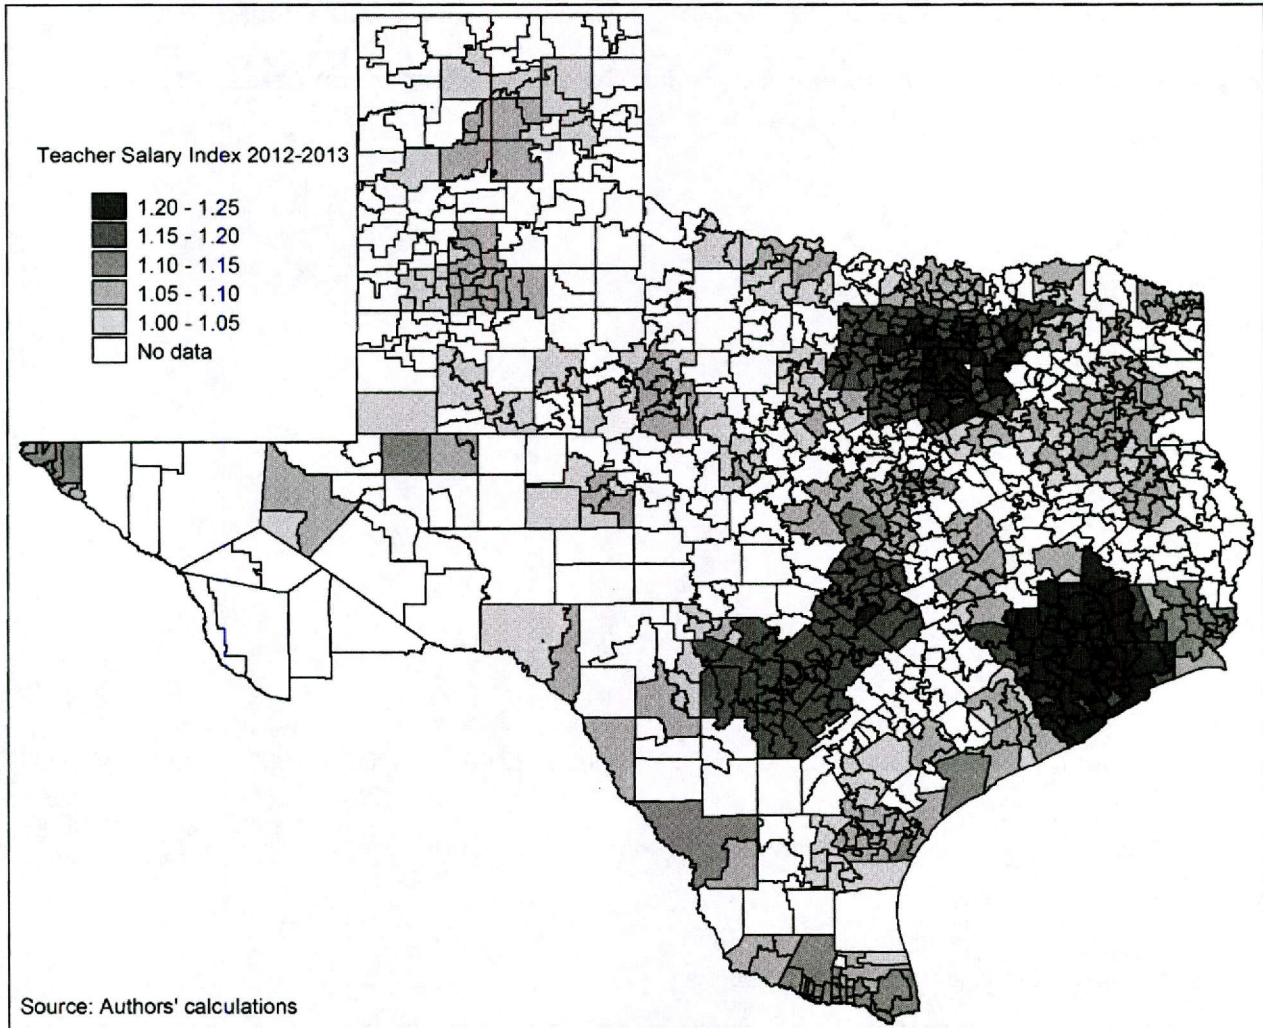 Teacher Salary Index 2012-2013
1.20 - 1.25
1.15 - 1.20
1.10 - 1.15
1.05 - 1.10
1.00 - 1.05
No data
Source: Authors' calculations